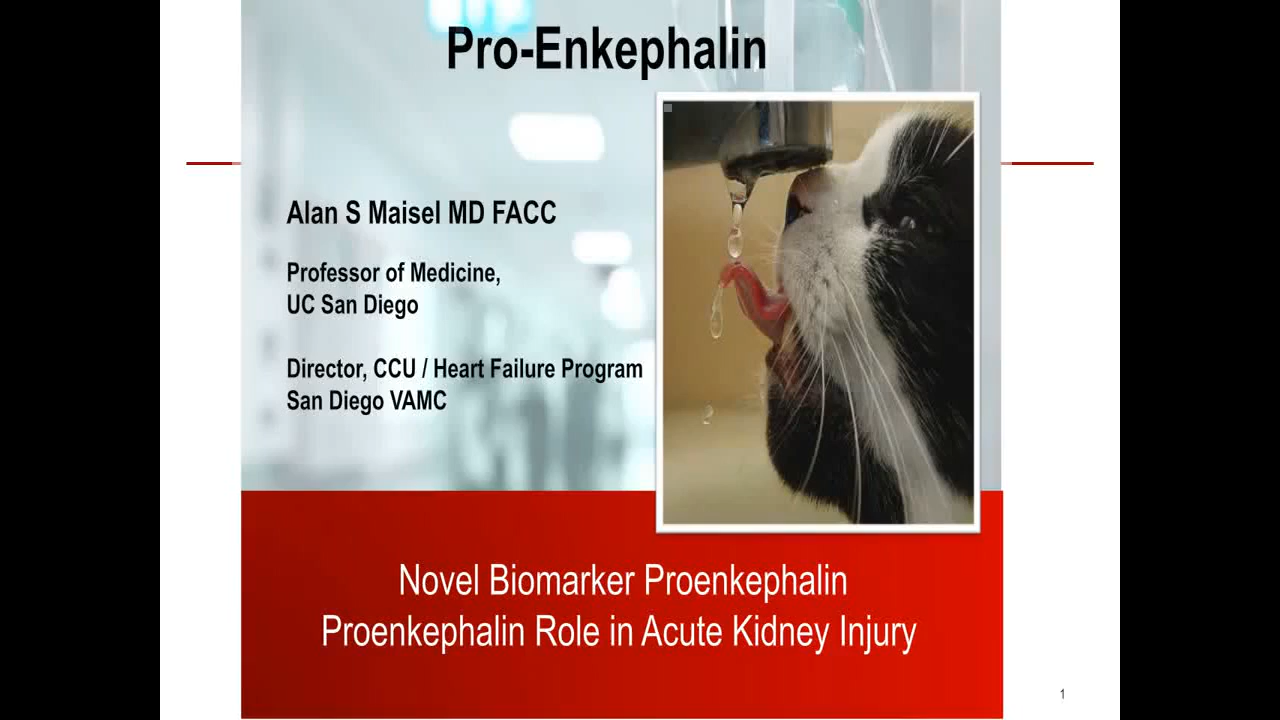 Pro-Enkephalin
Alan S Maisel MD FACC
Professor of Medicine,
UC San Diego
Director, CCU / Heart Failure Program
San Diego VAMC
Novel Biomarker Proenkephalin
Proenkephalin Role in Acute Kidney Injury
1